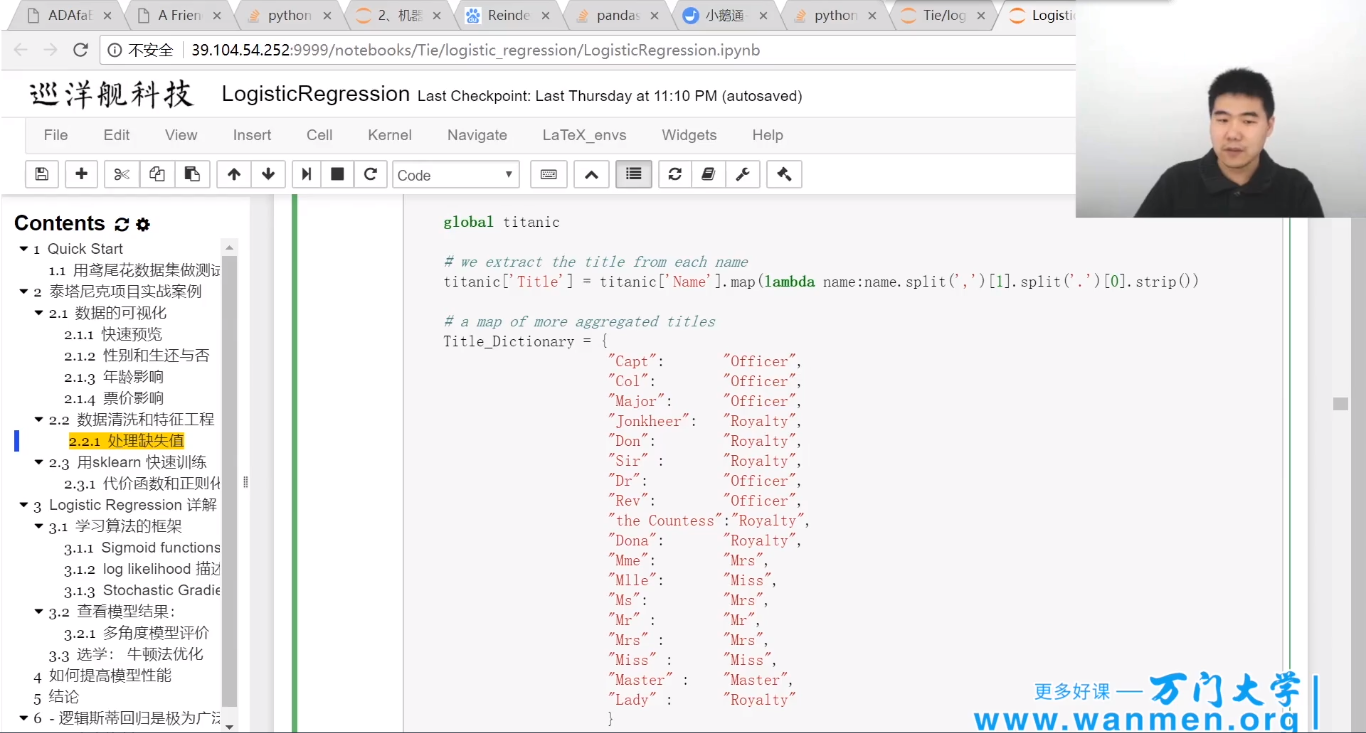 ADAfaB
A Frien
python
2、机器
Reinde
pandas
小鹅通 -
python
Tie/log
Logisti
不安全 39.104.54.252:9999/notebooks/Tie/logistic_regression/LogisticRegression.ipynb
巡洋舰科技 LogisticRegression Last Checkpoint: Last Thursday at 11:10 PM (autosaved)
File Edit View Insert Cell Kernel Navigate LaTeX_envs Widgets Help
Code
Contents
1 Quick Start
1.1 用鸢尾花数据集做测试
2 泰塔尼克项目实战案例
2.1 数据的可视化
2.1.1 快速预览
2.1.2 性别和生还与否
2.1.3 年龄影响
2.1.4 票价影响
2.2 数据清洗和特征工程
2.2.1 处理缺失值
2.3 用sklearn 快速训练
2.3.1 代价函数和正则化
3 Logistic Regression 详解
3.1 学习算法的框架
3.1.1 Sigmoid functions
3.1.2 log likelihood 描述
3.1.3 Stochastic Gradie
3.2 查看模型结果：
3.2.1 多角度模型评价
3.3 选学： 牛顿法优化
4 如何提高模型性能
5 结论
6 - 逻辑斯蒂回归是极为广泛
global titanic
# we extract the title from each name
titanic['Title'] = titanic['Name'].map(lambda name:name.split(',')[1].split('.')[0].strip())
# a map of more aggregated titles
Title_Dictionary = {
"Capt": "Officer",
"Col": "Officer",
"Major": "Officer",
"Jonkheer": "Royalty",
"Don": "Royalty",
"Sir" : "Royalty",
"Dr": "Officer",
"Rev": "Officer",
"the Countess":"Royalty",
"Dona": "Royalty",
"Mme": "Mrs",
"Mlle": "Miss",
"Ms": "Mrs",
"Mr" : "Mr",
"Mrs" : "Mrs",
"Miss" : "Miss",
"Master" : "Master",
"Lady" : "Royalty"
}
更多好课 — 万门大学
www.wanmen.org